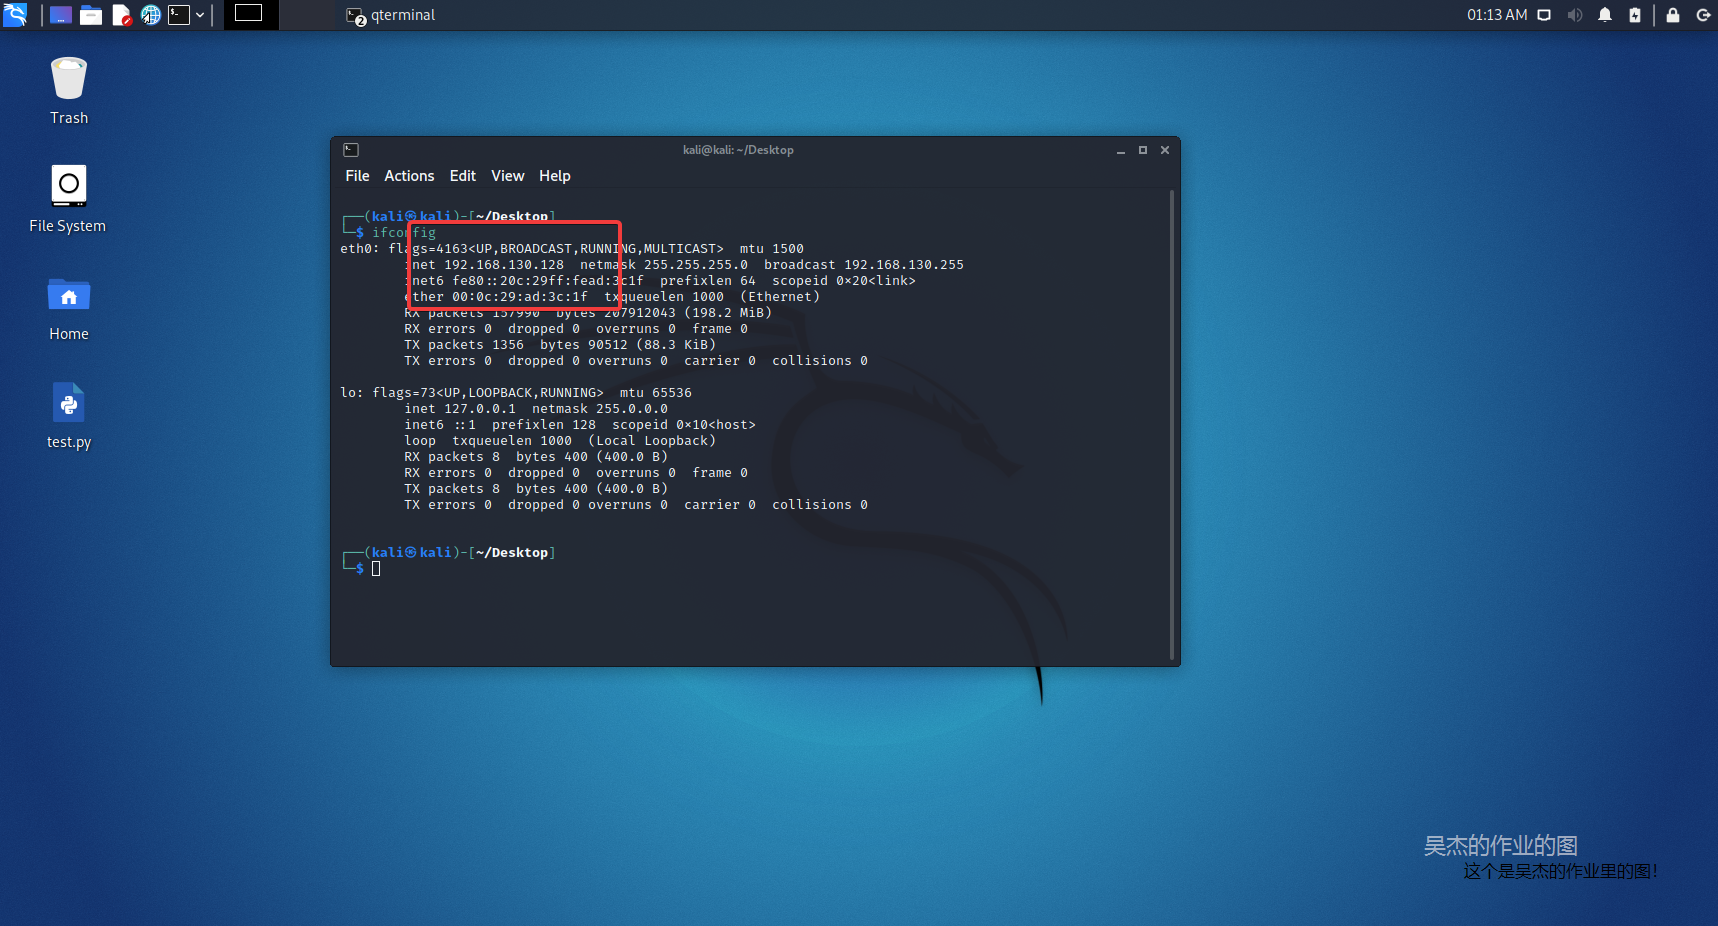 qterminal
01:13 AM
Trash
File System
Home
test.py
kali@kali: ~/Desktop
File Actions Edit View Help
┌──(kali㉿kali)-[~/Desktop]
└─$ ifconfig
eth0: flags=4163<UP,BROADCAST,RUNNING,MULTICAST>  mtu 1500
inet 192.168.130.128  netmask 255.255.255.0  broadcast 192.168.130.255
inet6 fe80::20c:29ff:fead:3c1f  prefixlen 64  scopeid 0×20<link>
ether 00:0c:29:ad:3c:1f  txqueuelen 1000  (Ethernet)
RX packets 157990  bytes 207912043 (198.2 MiB)
RX errors 0  dropped 0  overruns 0  frame 0
TX packets 1356  bytes 90512 (88.3 KiB)
TX errors 0  dropped 0 overruns 0  carrier 0  collisions 0
lo: flags=73<UP,LOOPBACK,RUNNING>  mtu 65536
inet 127.0.0.1  netmask 255.0.0.0
inet6 ::1  prefixlen 128  scopeid 0×10<host>
loop  txqueuelen 1000  (Local Loopback)
RX packets 8  bytes 400 (400.0 B)
RX errors 0  dropped 0  overruns 0  frame 0
TX packets 8  bytes 400 (400.0 B)
TX errors 0  dropped 0 overruns 0  carrier 0  collisions 0
┌──(kali㉿kali)-[~/Desktop]
└─$
吴杰的作业的图
这个是吴杰的作业里的图!